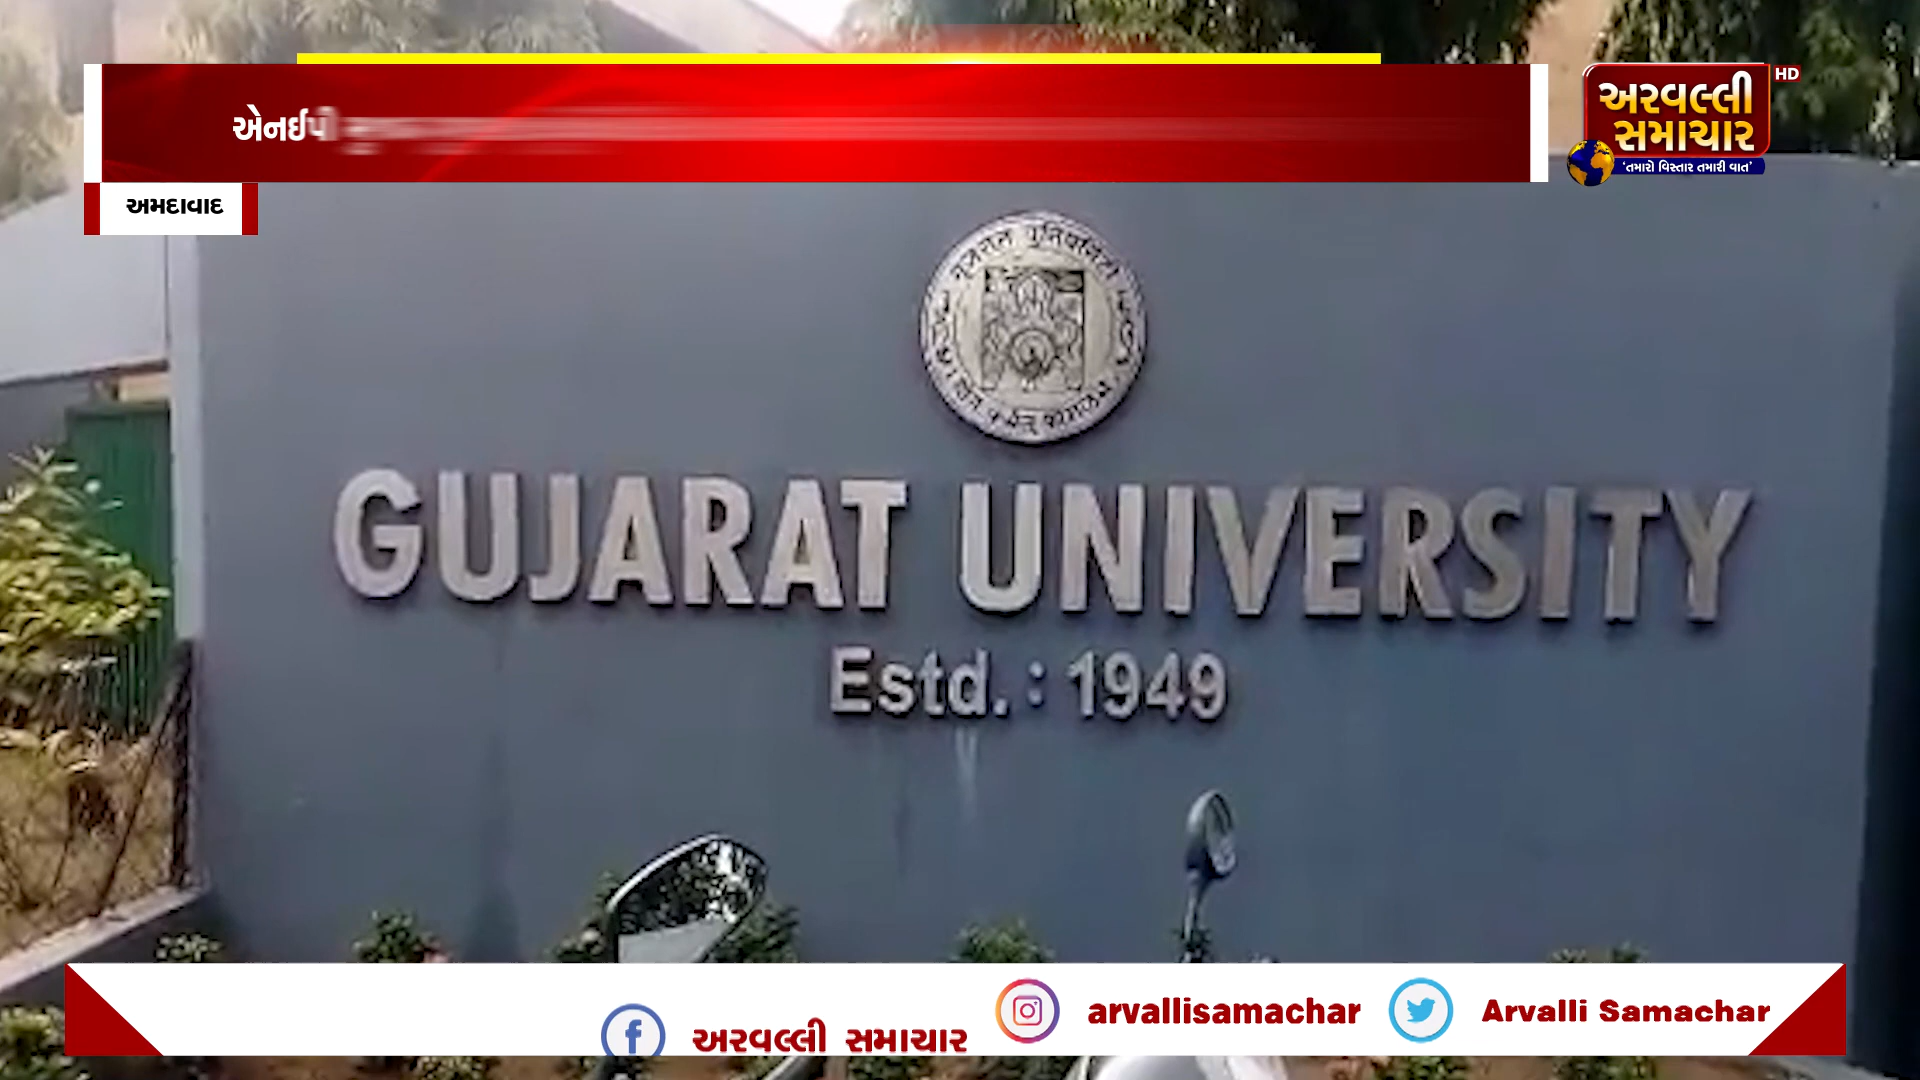 એનઈપી
HD
અરવલ્લી
સમાચાર
'તમારો વિસ્તાર તમારી વાત'
અમદાવાદ
GUJARAT UNIVERSITY
Estd. : 1949
અરવલ્લી સમાચાર
arvallisamachar
Arvalli Samachar